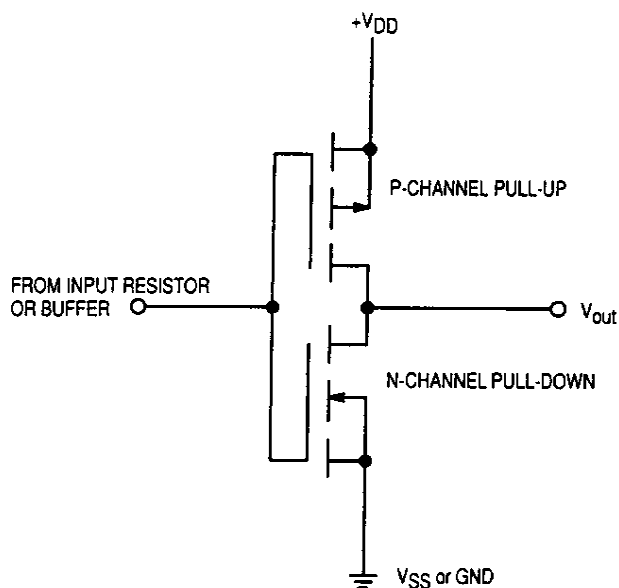 +VDD
P-CHANNEL PULL-UP
FROM INPUT RESISTOR
OR BUFFER
Vout
N-CHANNEL PULL-DOWN
VSS or GND